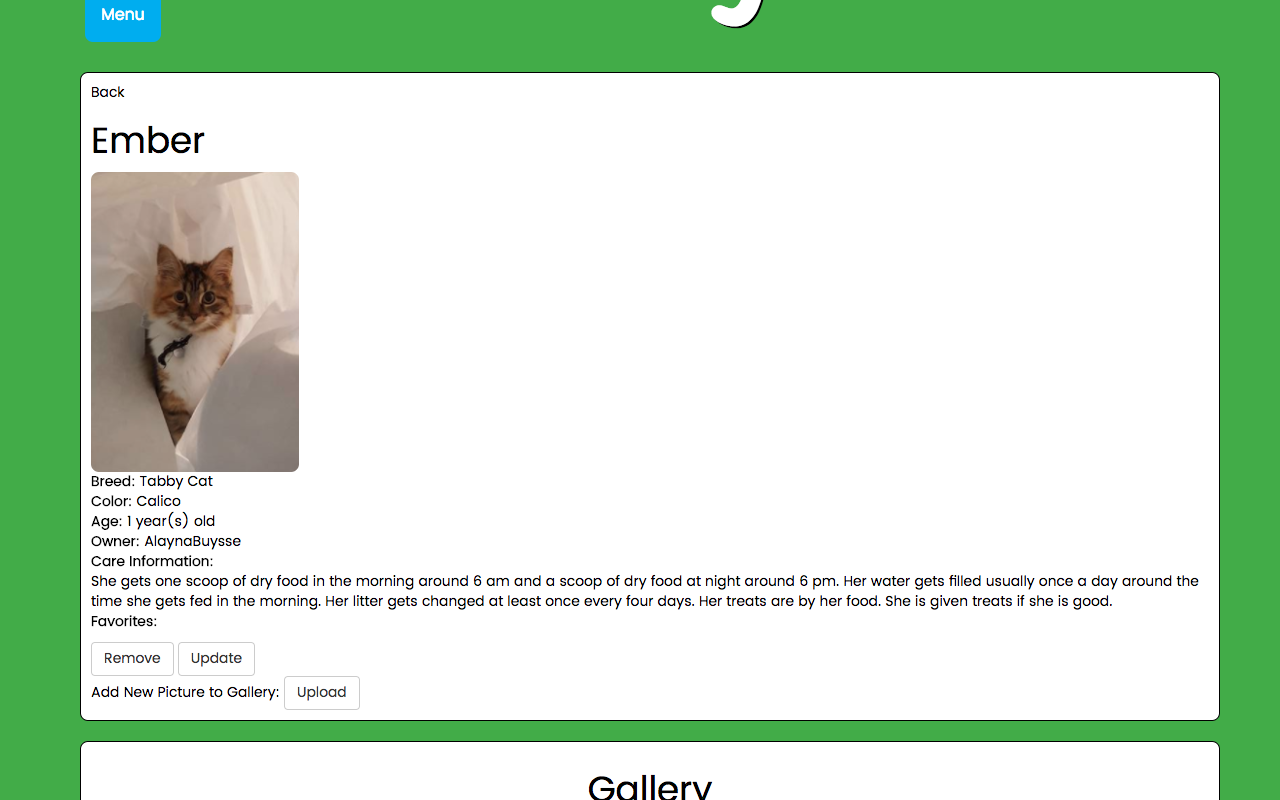 Menu
Back
Ember
Breed: Tabby Cat
Color: Calico
Age: 1 year(s) old
Owner: AlaynaBuysse
Care Information:
She gets one scoop of dry food in the morning around 6 am and a scoop of dry food at night around 6 pm. Her water gets filled usually once a day around the
time she gets fed in the morning. Her litter gets changed at least once every four days. Her treats are by her food. She is given treats if she is good.
Favorites:
Remove Update
Add New Picture to Gallery: Upload
Gallery